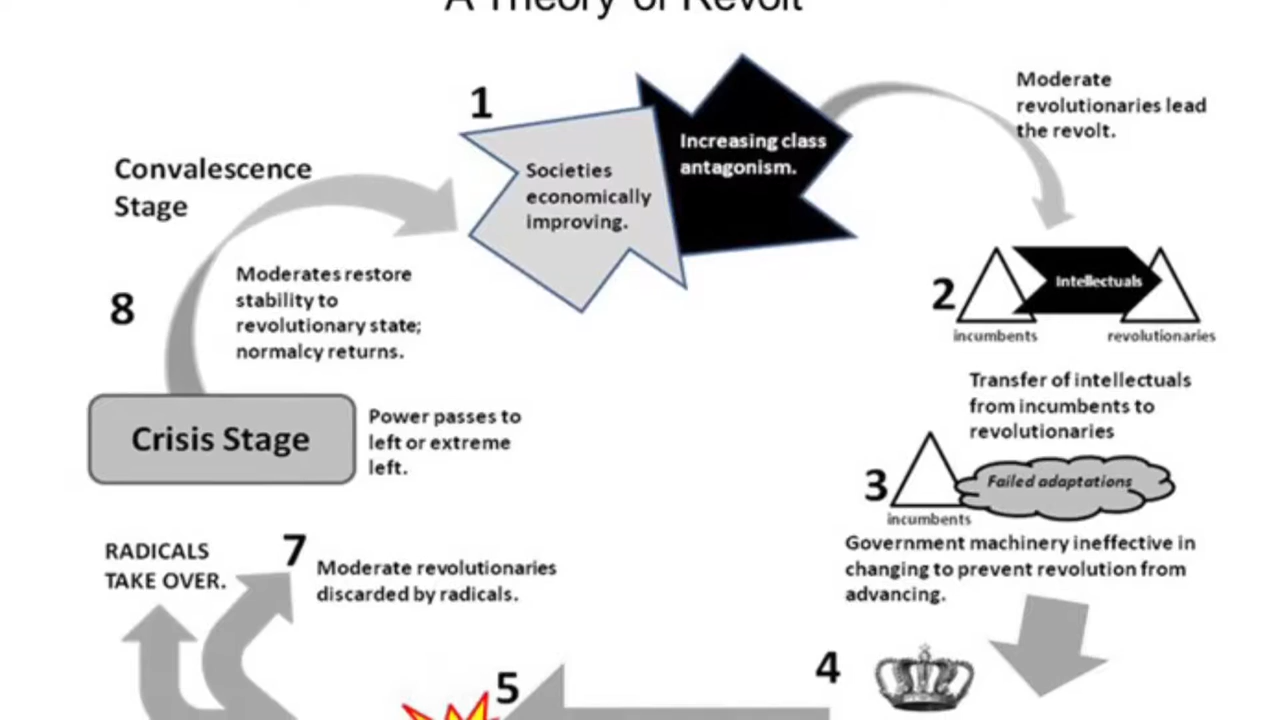 A Theory of Revolt
1
Societies
economically
improving.
Increasing class
antagonism.
Moderate
revolutionaries lead
the revolt.
2
Intellectuals
incumbents
revolutionaries
Transfer of intellectuals
from incumbents to
revolutionaries
3
Failed adaptations
incumbents
Government machinery ineffective in
changing to prevent revolution from
advancing.
4
5
7
Moderate revolutionaries
discarded by radicals.
RADICALS
TAKE OVER.
Crisis Stage
Power passes to
left or extreme
left.
8
Moderates restore
stability to
revolutionary state;
normalcy returns.
Convalescence
Stage